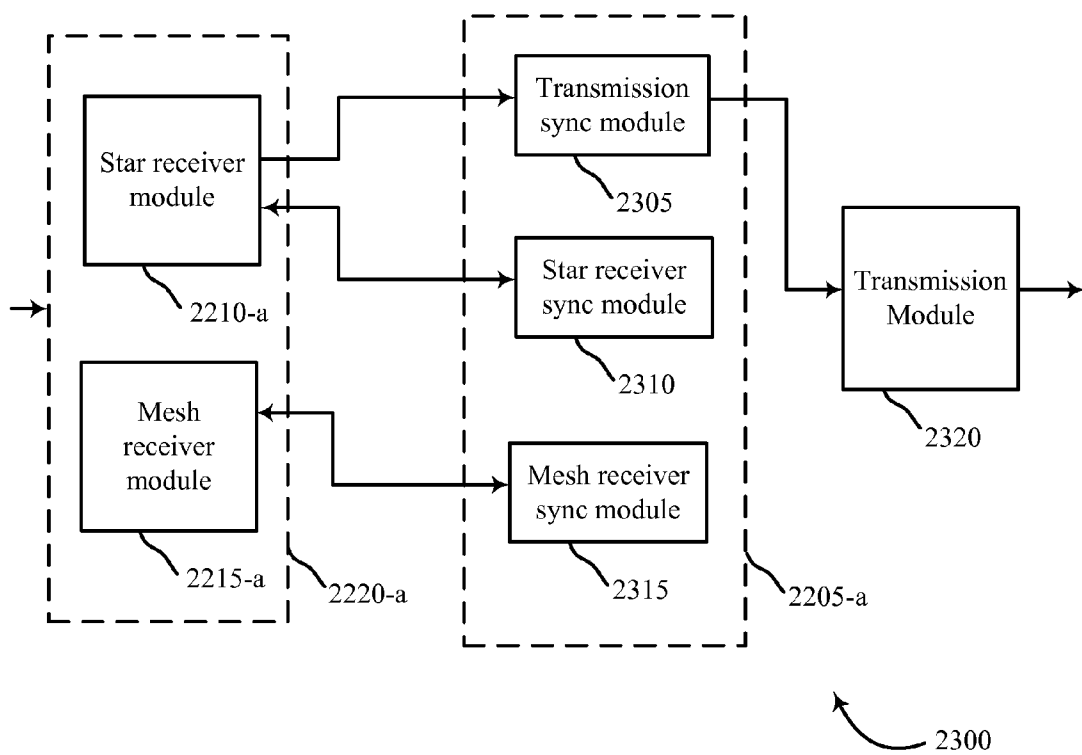 Star receiver
module
2210-a
Mesh
receiver
module
2215-a
2220-a
Transmission
sync module
2305
Star receiver
sync module
2310
Mesh receiver
sync module
2315
2205-a
Transmission
Module
2320
2300